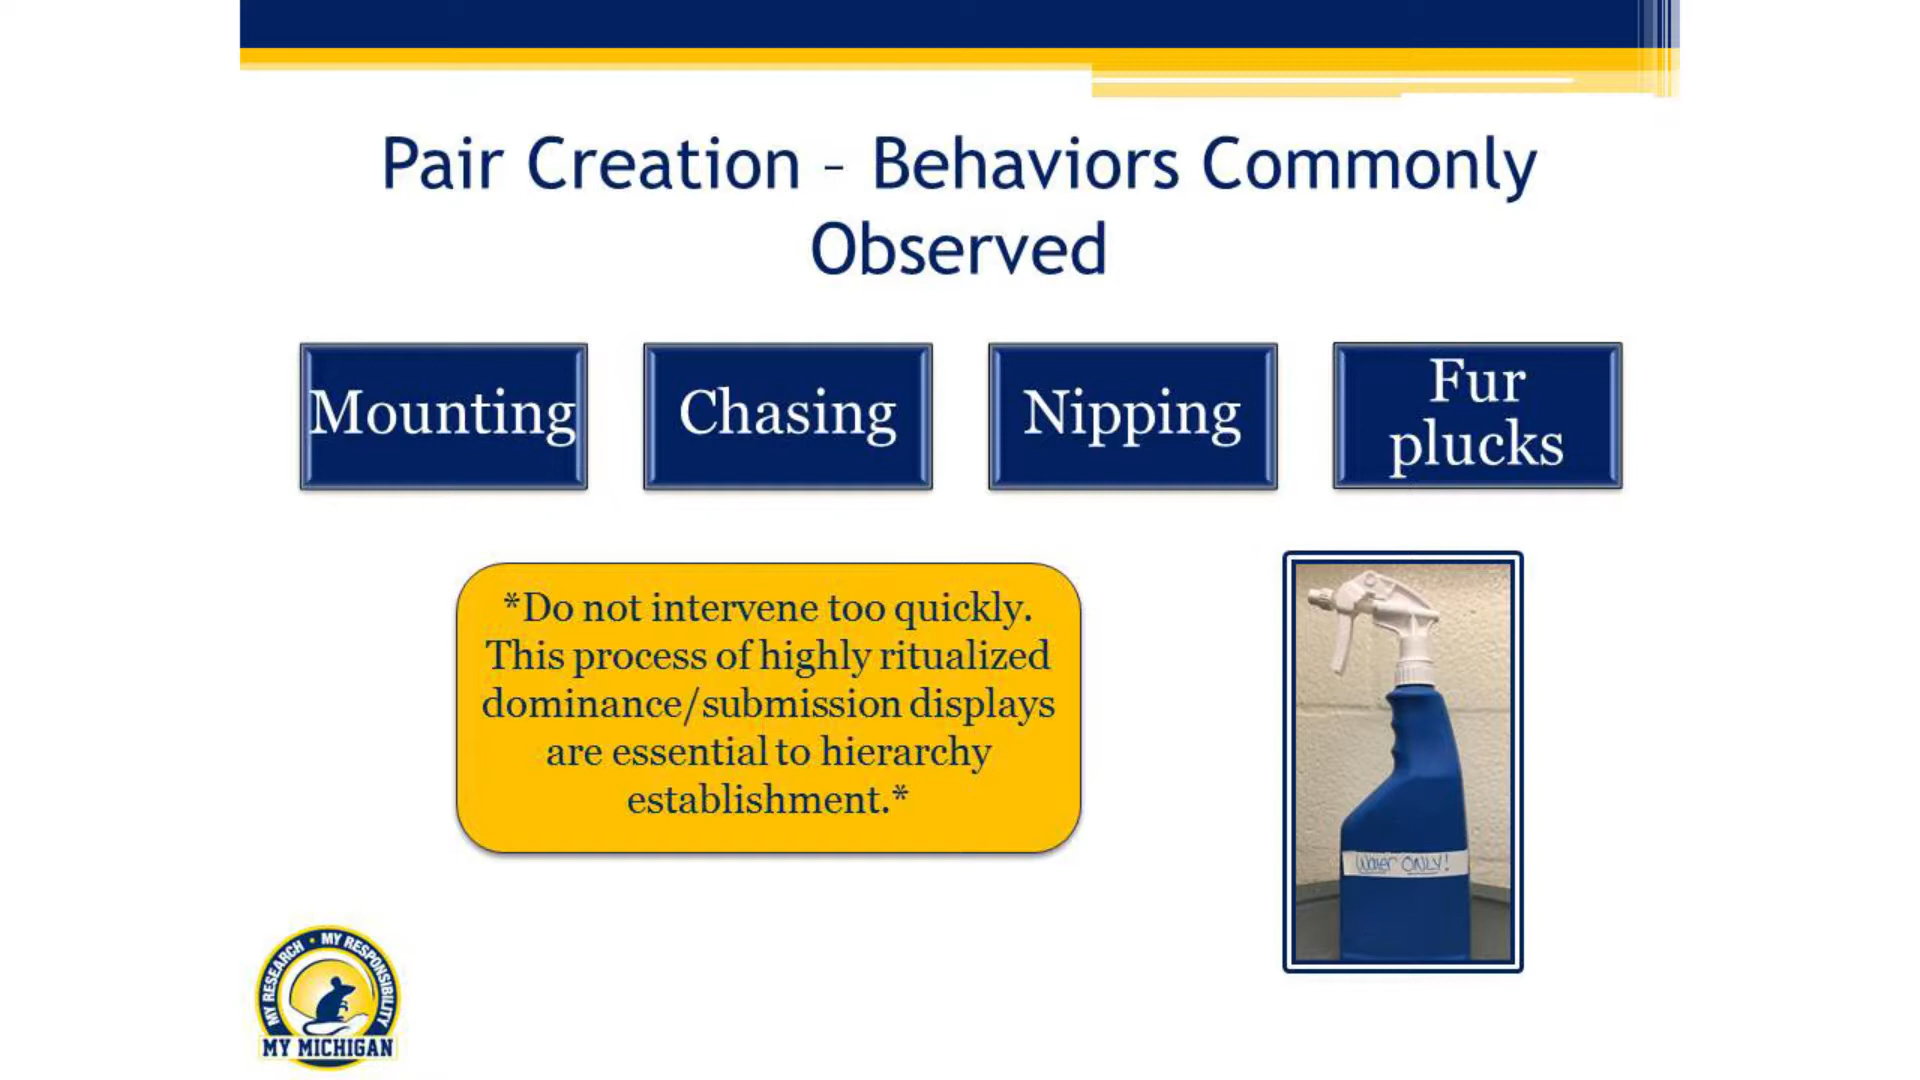 Pair Creation – Behaviors Commonly
Observed
Mounting
Chasing
Nipping
Fur
plucks
*Do not intervene too quickly.
This process of highly ritualized
dominance/submission displays
are essential to hierarchy
establishment.*
Water ONLY!
MY RESEARCH • MY RESPONSIBILITY
MY MICHIGAN